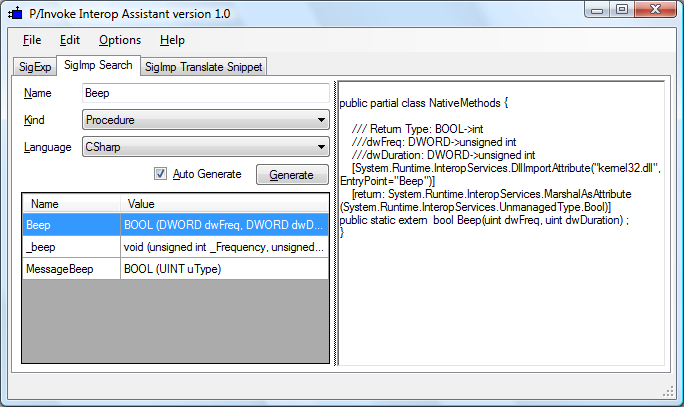 P/Invoke Interop Assistant version 1.0
File Edit Options Help
SigExp SigImp Search SigImp Translate Snippet
Name Beep
Kind Procedure
Language CSharp
Auto Generate Generate
Name Value
Beep BOOL (DWORD dwFreq, DWORD dwD...
_beep void (unsigned int _Frequency, unsigned...
MessageBeep BOOL (UINT uType)
public partial class NativeMethods {
/// Return Type: BOOL->int
///dwFreq: DWORD->unsigned int
///dwDuration: DWORD->unsigned int
[System.Runtime.InteropServices.DllImportAttribute("kernel32.dll",
EntryPoint="Beep")]
[return: System.Runtime.InteropServices.MarshalAsAttribute
(System.Runtime.InteropServices.UnmanagedType.Bool)]
public static extern bool Beep(uint dwFreq, uint dwDuration) ;
}